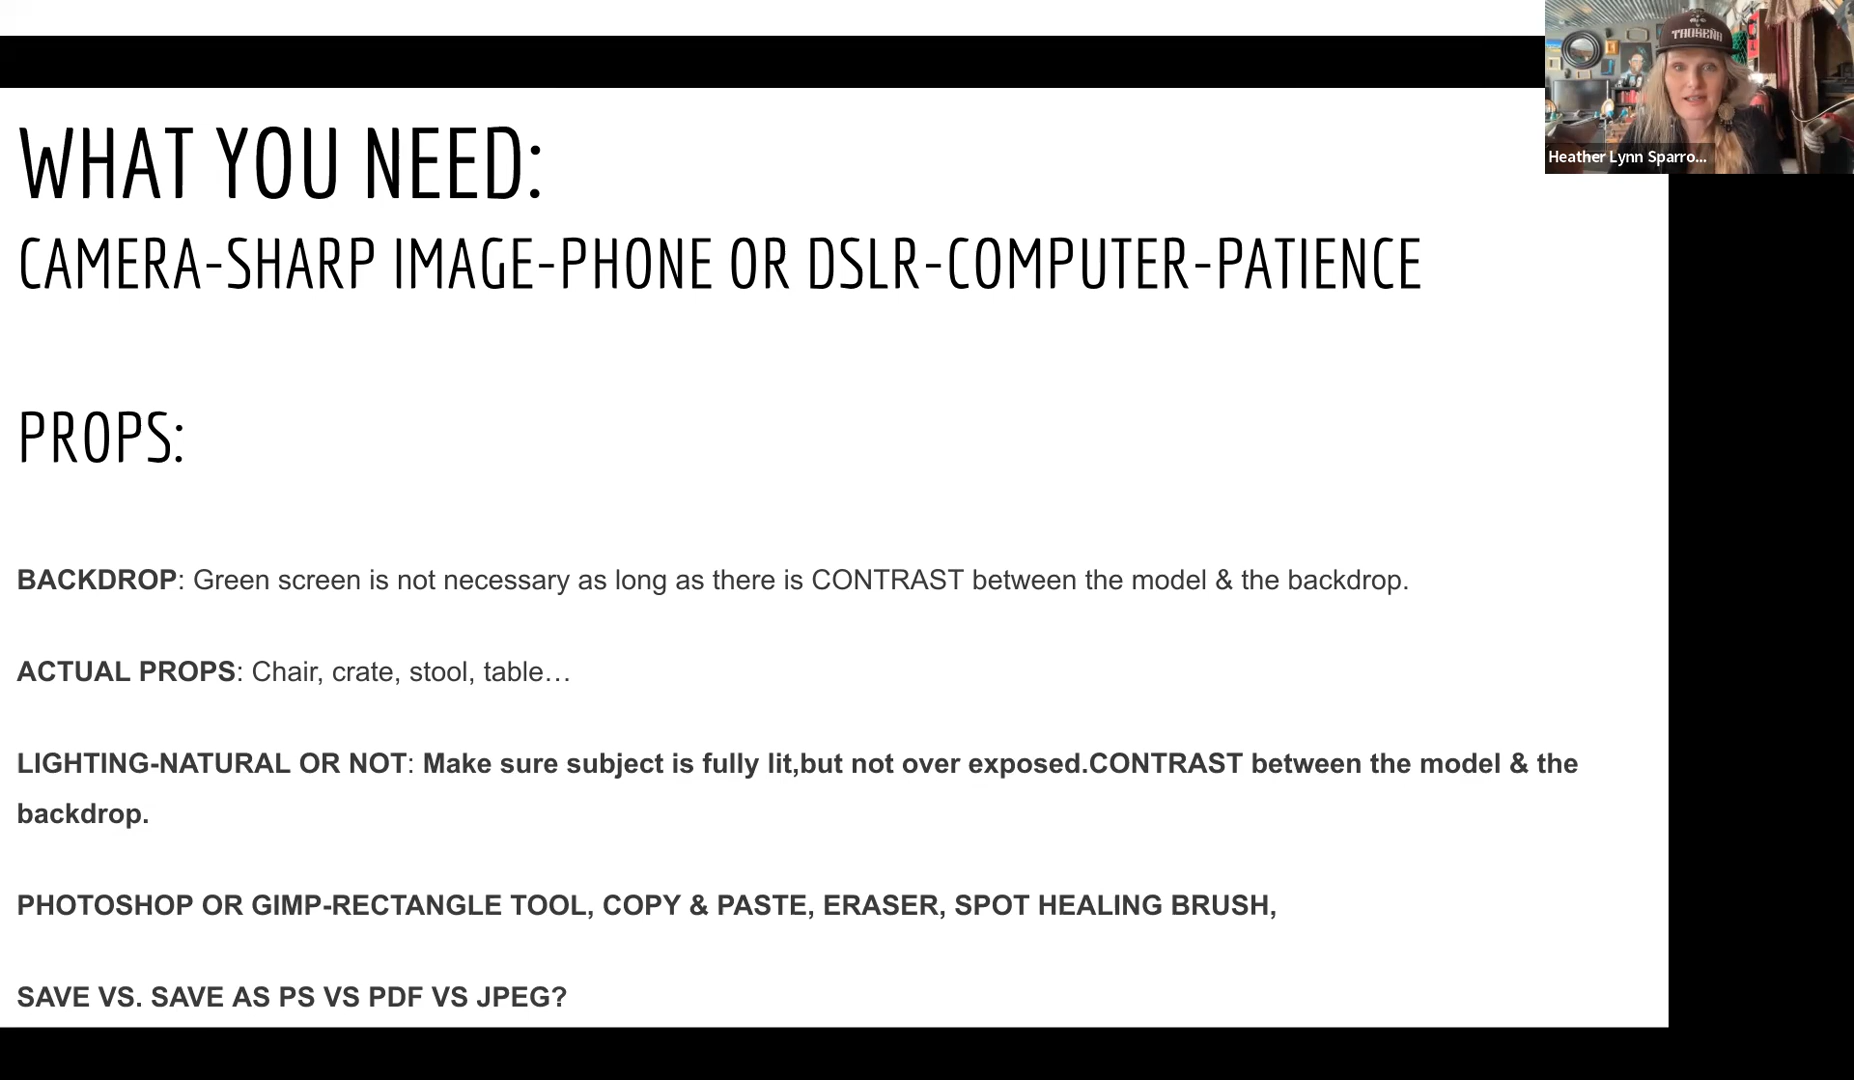 THOSEÑA
Heather Lynn Sparro...
WHAT YOU NEED:
CAMERA-SHARP IMAGE-PHONE OR DSLR-COMPUTER-PATIENCE
PROPS:
BACKDROP: Green screen is not necessary as long as there is CONTRAST between the model & the backdrop.
ACTUAL PROPS: Chair, crate, stool, table…
LIGHTING-NATURAL OR NOT: Make sure subject is fully lit,but not over exposed.CONTRAST between the model & the
backdrop.
PHOTOSHOP OR GIMP-RECTANGLE TOOL, COPY & PASTE, ERASER, SPOT HEALING BRUSH,
SAVE VS. SAVE AS PS VS PDF VS JPEG?